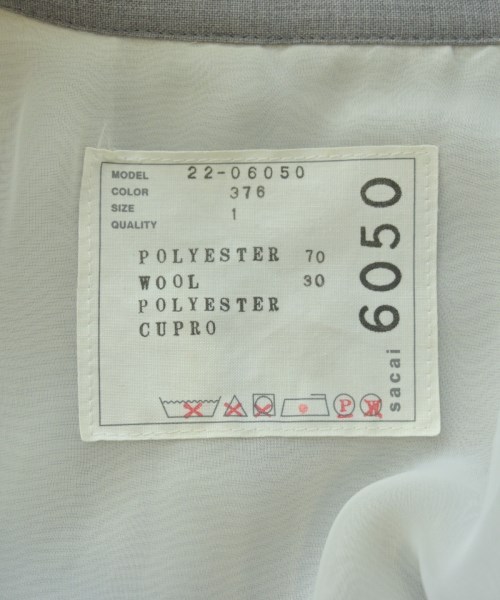 MODEL 22-06050
COLOR 376
SIZE 1
QUALITY
POLYESTER 70
WOOL 30
POLYESTER
CUPRO
P W
sacai 6050